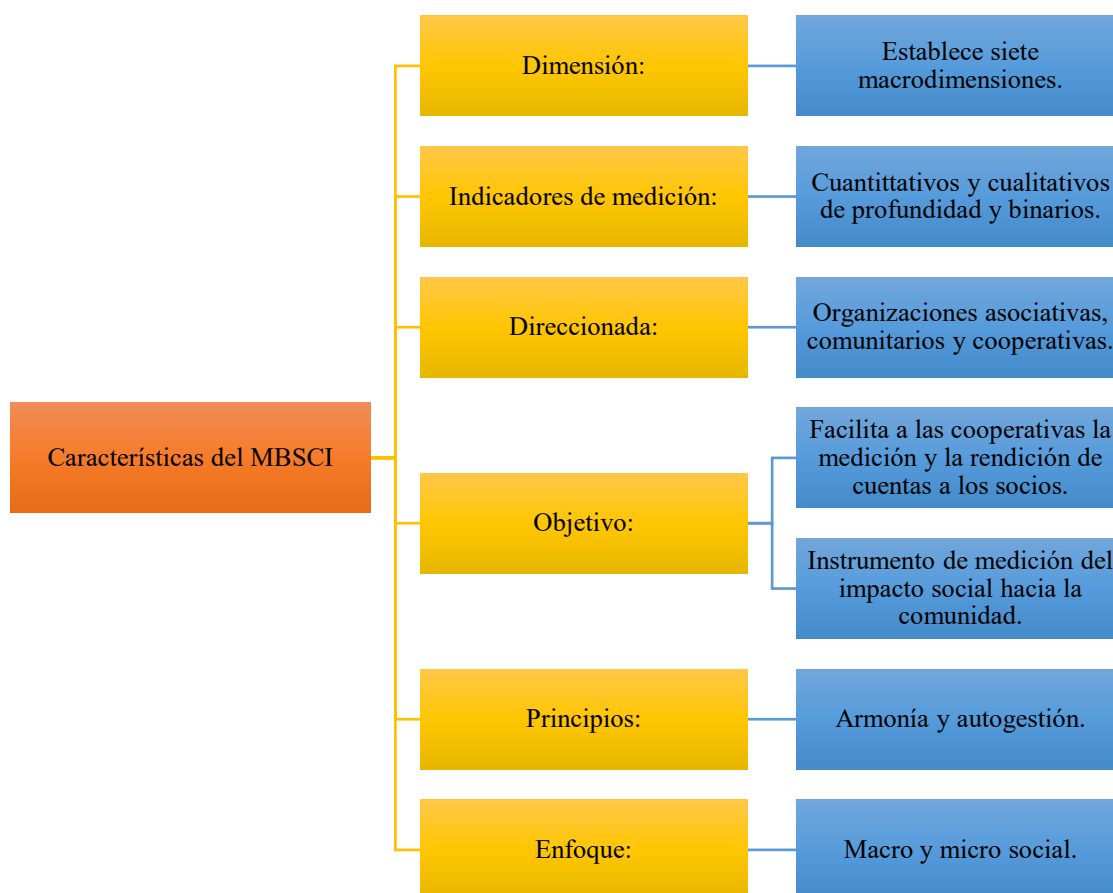 Características del MBSCI
Dimensión:
Establece siete
macrodimensiones.
Indicadores de medición:
Cuantittativos y cualitativos
de profundidad y binarios.
Direccionada:
Organizaciones asociativas,
comunitarios y cooperativas.
Objetivo:
Facilita a las cooperativas la
medición y la rendición de
cuentas a los socios.
Instrumento de medición del
impacto social hacia la
comunidad.
Principios:
Armonía y autogestión.
Enfoque:
Macro y micro social.